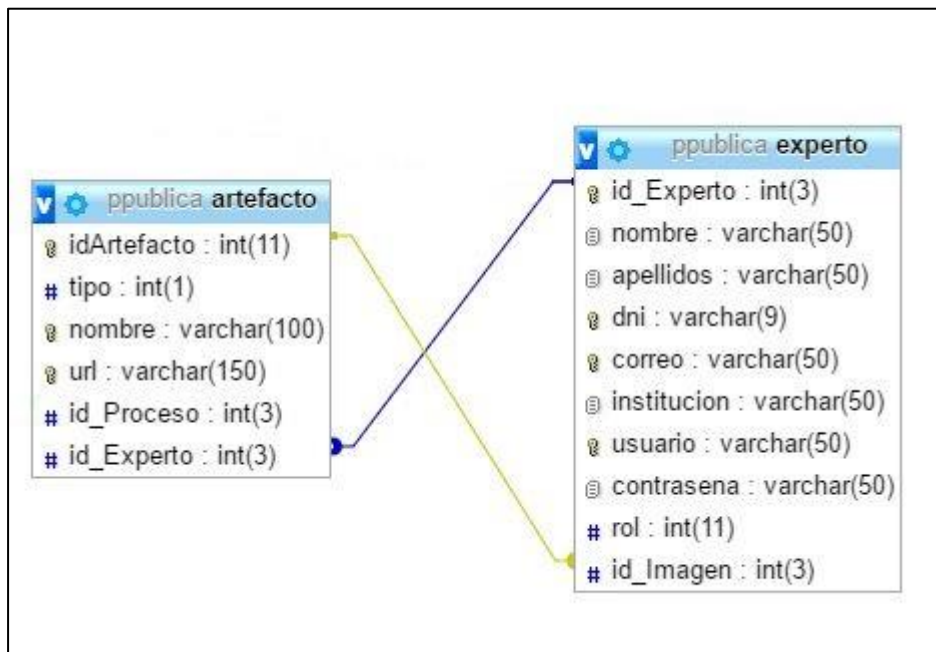 ppublica artefacto
idArtefacto : int(11)
# tipo : int(1)
nombre : varchar(100)
url : varchar(150)
# id_Proceso : int(3)
# id_Experto : int(3)
ppublica experto
id_Experto : int(3)
nombre : varchar(50)
apellidos : varchar(50)
dni : varchar(9)
correo : varchar(50)
institucion : varchar(50)
usuario : varchar(50)
contrasena : varchar(50)
# rol : int(11)
# id_Imagen : int(3)